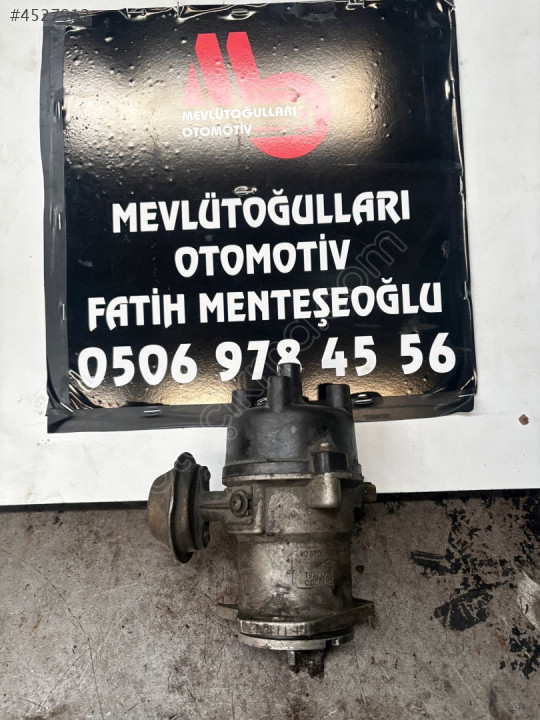 MEVLÜTOĞULLARI
OTOMOTİV
MEVLÜTOĞULLARI
OTOMOTİV
FATİH MENTEŞEOĞLU
0506 978 45 56